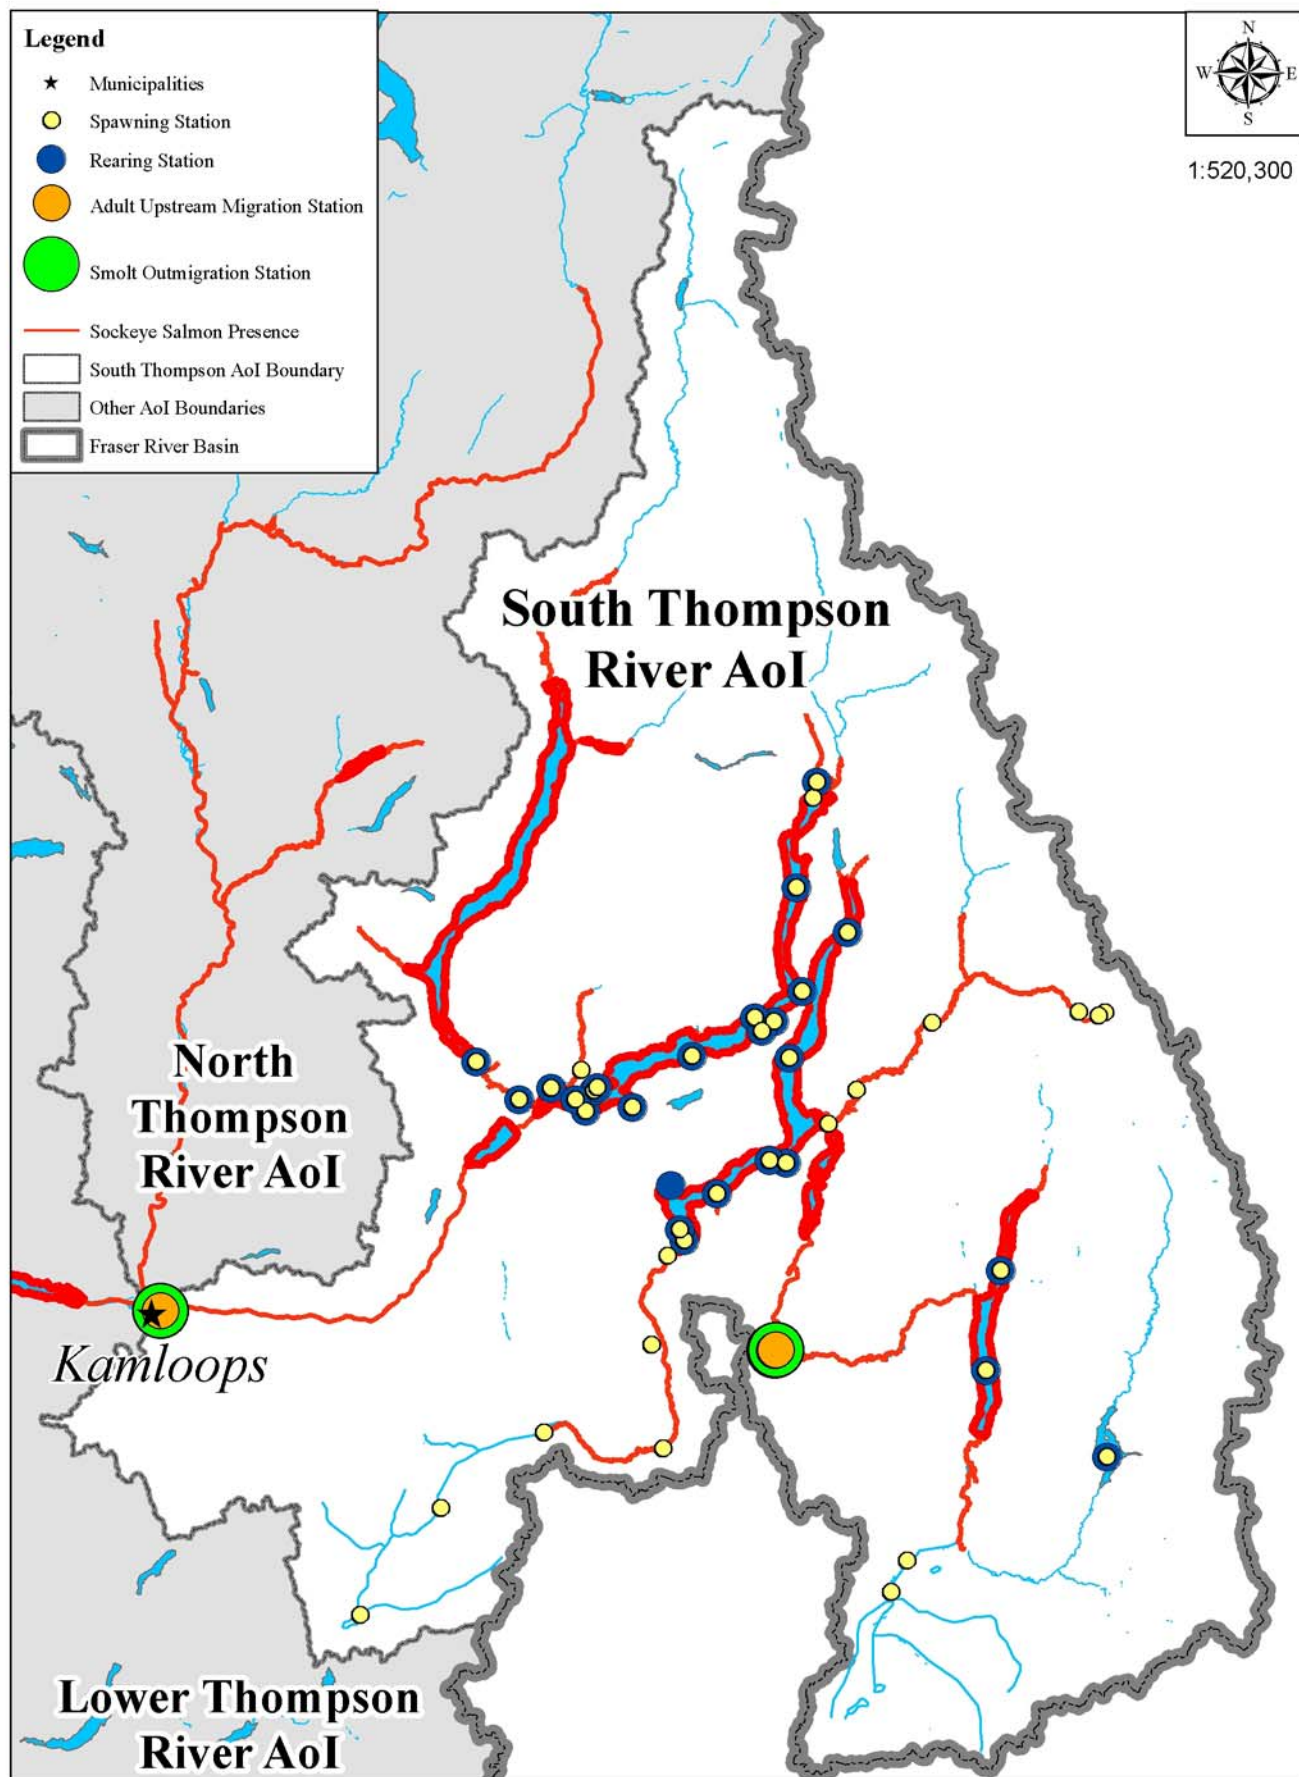 Legend
Municipalities
Spawning Station
Rearing Station
Adult Upstream Migration Station
Smolt Outmigration Station
Sockeye Salmon Presence
South Thompson AoI Boundary
Other AoI Boundaries
Fraser River Basin
N
W E
S
1:520,300
South Thompson
River AoI
North
Thompson
River AoI
Kamloops
Lower Thompson
River AoI